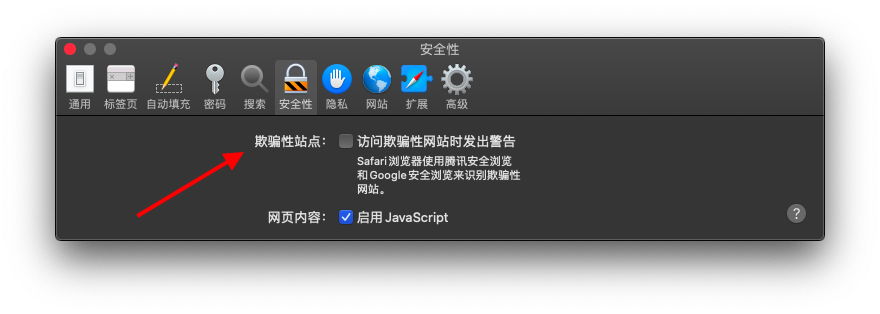 安全性
通用 标签页 自动填充 密码 搜索 安全性 隐私 网站 扩展 高级
欺骗性站点： 访问欺骗性网站时发出警告
Safari 浏览器使用腾讯安全浏览
和 Google 安全浏览来识别欺骗性
网站。
网页内容： 启用 JavaScript
?